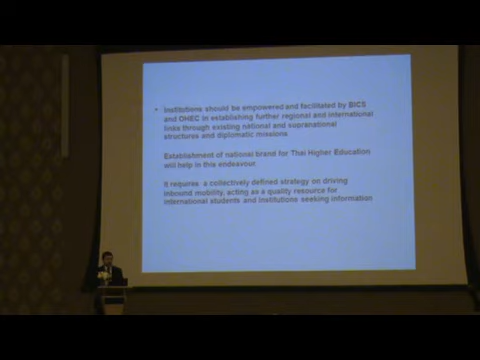 • Institutions should be empowered and facilitated by BICS
and OHEC in establishing further regional and international
links through existing national and supranational
structures and diplomatic missions
Establishment of national brand for Thai Higher Education
will help in this endeavour.
It requires a collectively defined strategy on driving
inbound mobility, acting as a quality resource for
international students and institutions seeking information